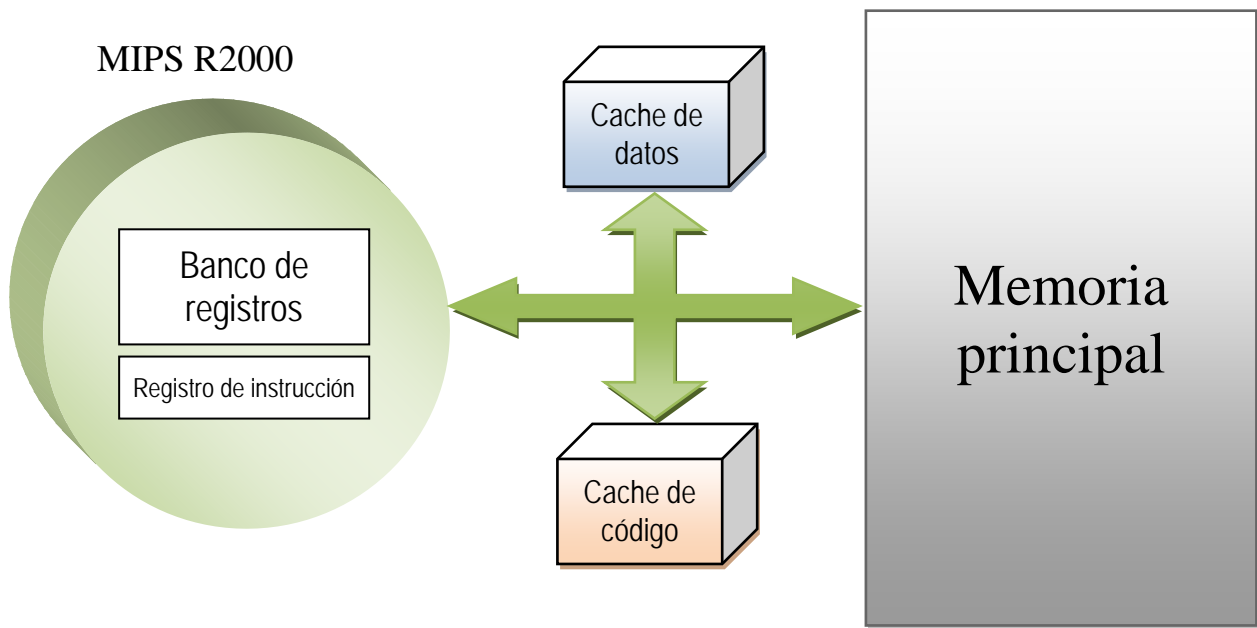 MIPS R2000
Banco de
registros
Registro de instrucción
Cache de
datos
Cache de
código
Memoria
principal